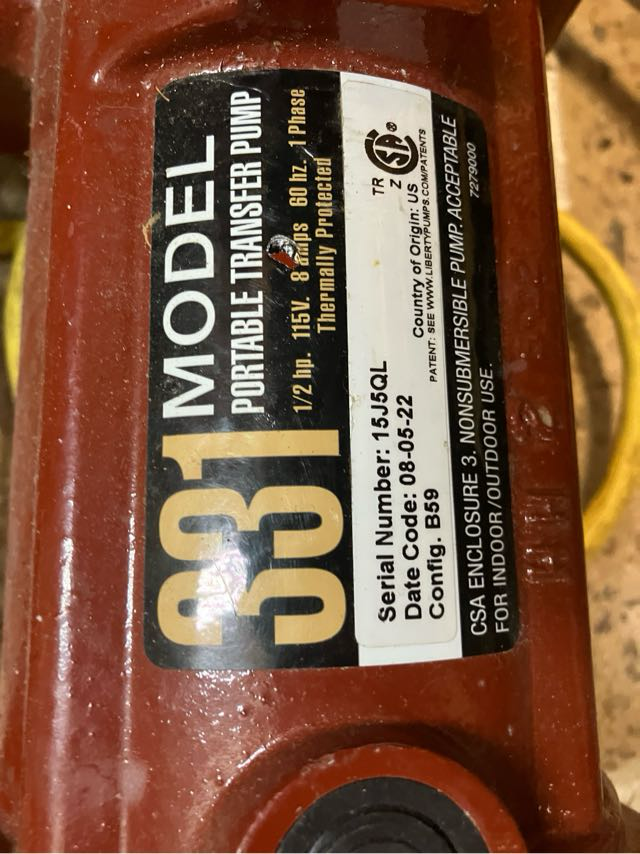 331 MODEL
PORTABLE TRANSFER PUMP
1/2 hp. 115V. 8 amps 60 hz. 1 Phase
Thermally Protected
Serial Number: 15J5QL
Date Code: 08-05-22
Config. B59
TR
Z
SA
®
Country of Origin: US
PATENT: SEE WWW.LIBERTYPUMPS.COM/PATENTS
CSA ENCLOSURE 3. NONSUBMERSIBLE PUMP. ACCEPTABLE
FOR INDOOR/OUTDOOR USE.
7279000